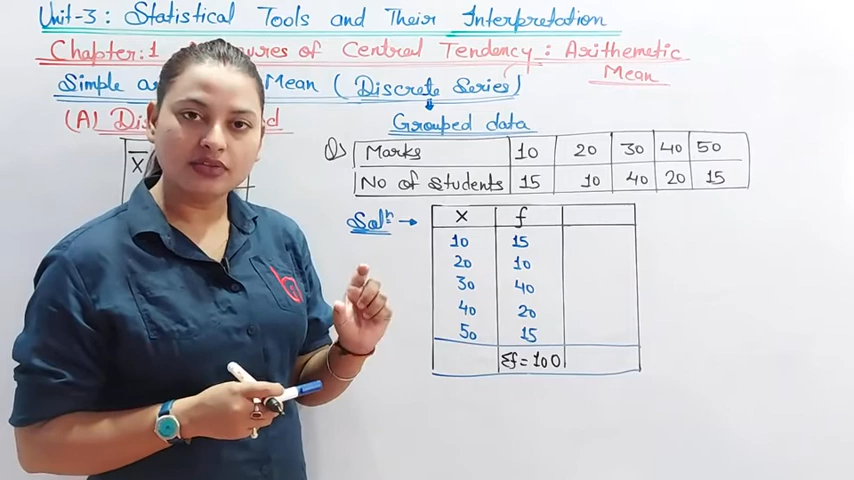 Unit-3: Statistical Tools and Their Interpretation
Chapter:1 ures of Central Tendency: Arithemetic
Mean
Simple Mean (Discrete Series)
(A) Di d
Grouped data
Q) Marks 10 20 30 40 50
No of Students 15 10 40 20 15
Solⁿ → X f
10 15
20 10
30 40
40 20
50 15
Σf = 100
X̅